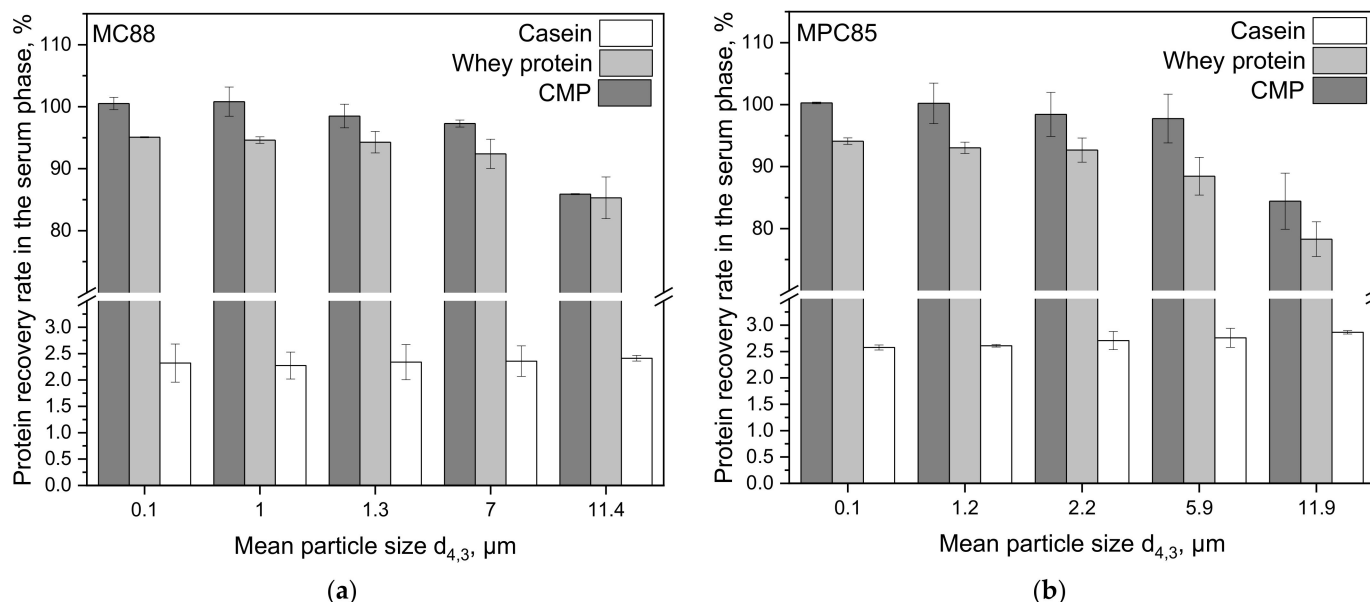 MC88
Casein
Whey protein
CMP
Protein recovery rate in the serum phase, %
110
100
90
80
3.0
2.5
2.0
1.5
1.0
0.5
0.0
0.1 1 1.3 7 11.4
Mean particle size d4,3, µm
(a)
MPC85
Casein
Whey protein
CMP
Protein recovery rate in the serum phase, %
110
100
90
80
3.0
2.5
2.0
1.5
1.0
0.5
0.0
0.1 1.2 2.2 5.9 11.9
Mean particle size d4,3, µm
(b)